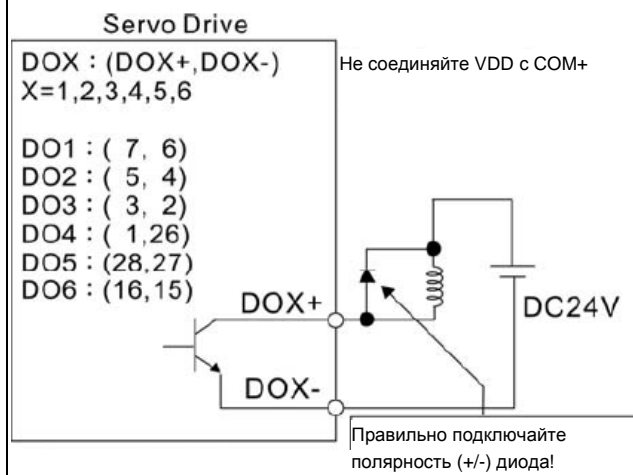 Servo Drive
DOX : (DOX+,DOX-)
X=1,2,3,4,5,6
Не соединяйте VDD с COM+
DO1 : ( 7, 6)
DO2 : ( 5, 4)
DO3 : ( 3, 2)
DO4 : ( 1,26)
DO5 : (28,27)
DO6 : (16,15)
DOX+
DC24V
DOX-
Правильно подключайте
полярность (+/-) диода!